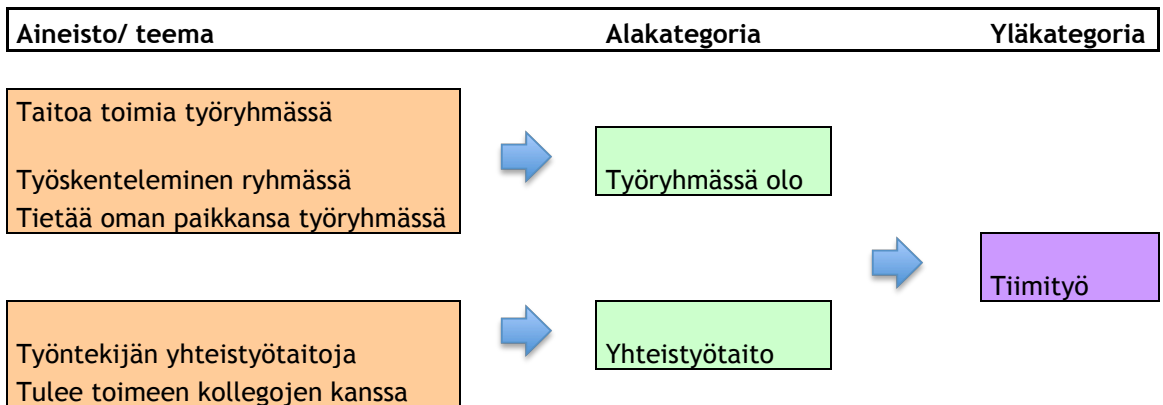 Aineisto/ teema Alakategoria Yläkategoria
Taitoa toimia työryhmässä
Työskenteleminen ryhmässä
Tietää oman paikkansa työryhmässä
Työryhmässä olo
Työntekijän yhteistyötaitoja
Tulee toimeen kollegojen kanssa
Yhteistyötaito
Tiimityö